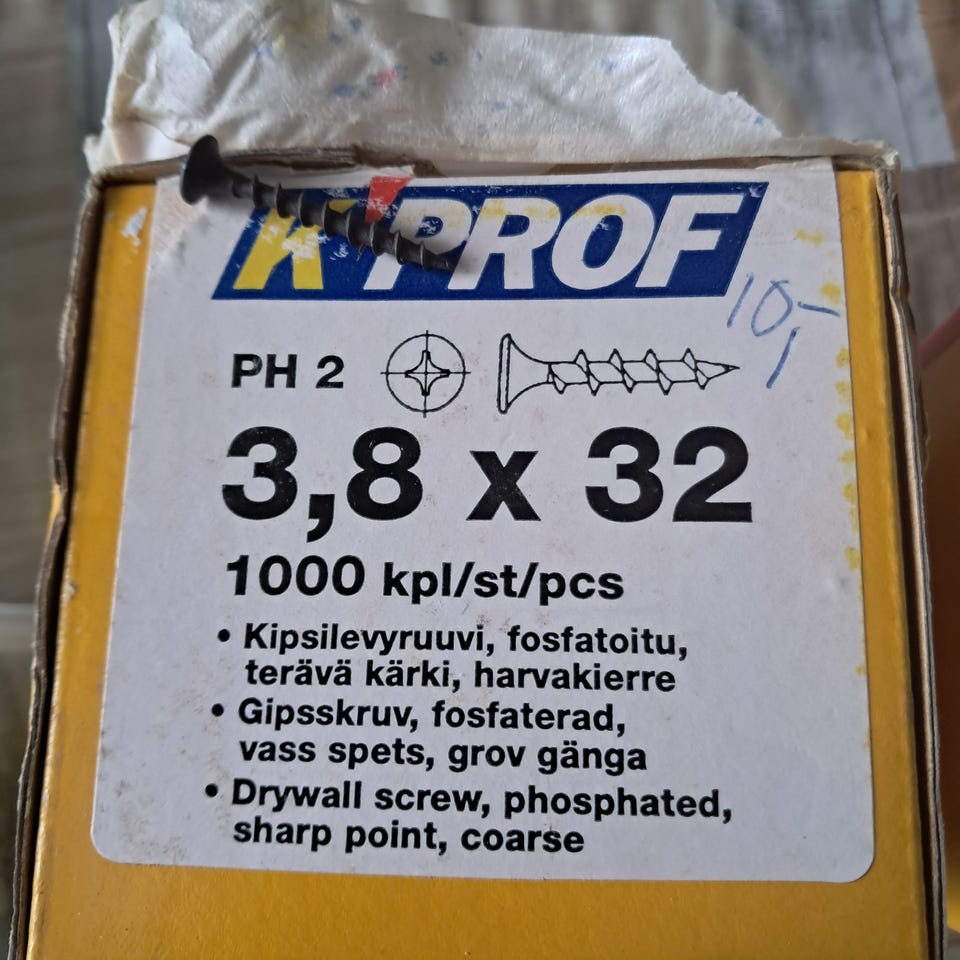 K PROF
10,-
PH 2
3,8 x 32
1000 kpl/st/pcs
• Kipsilevyruuvi, fosfatoitu,
terävä kärki, harvakierre
• Gipsskruv, fosfaterad,
vass spets, grov gänga
• Drywall screw, phosphated,
sharp point, coarse